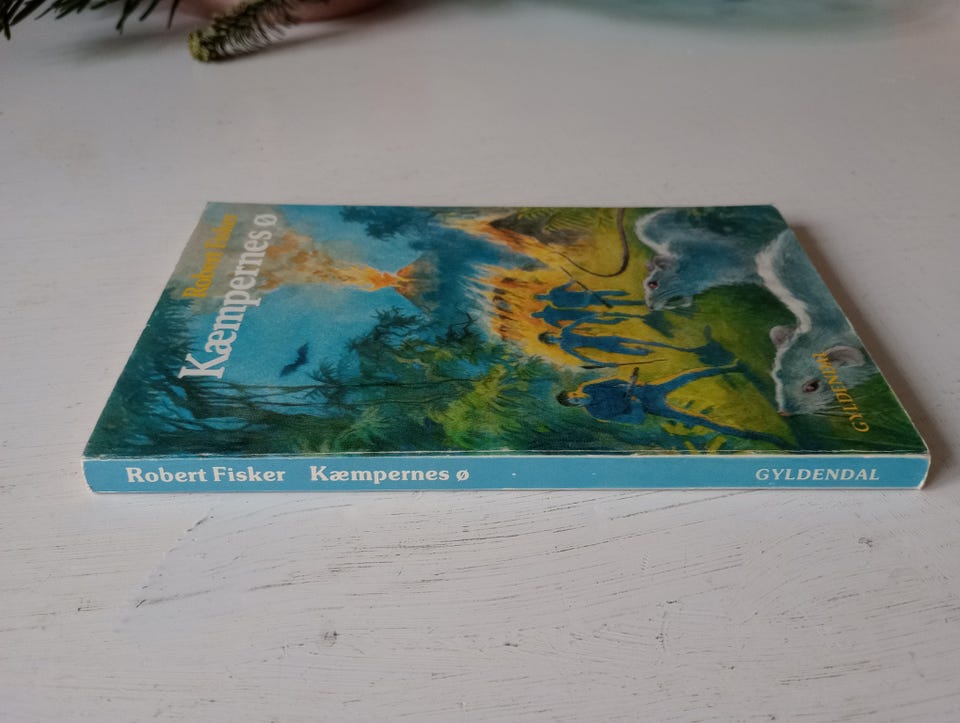 Robert Fisker
Kæmpernes ø
GYLDENDAL
Robert Fisker Kæmpernes ø GYLDENDAL